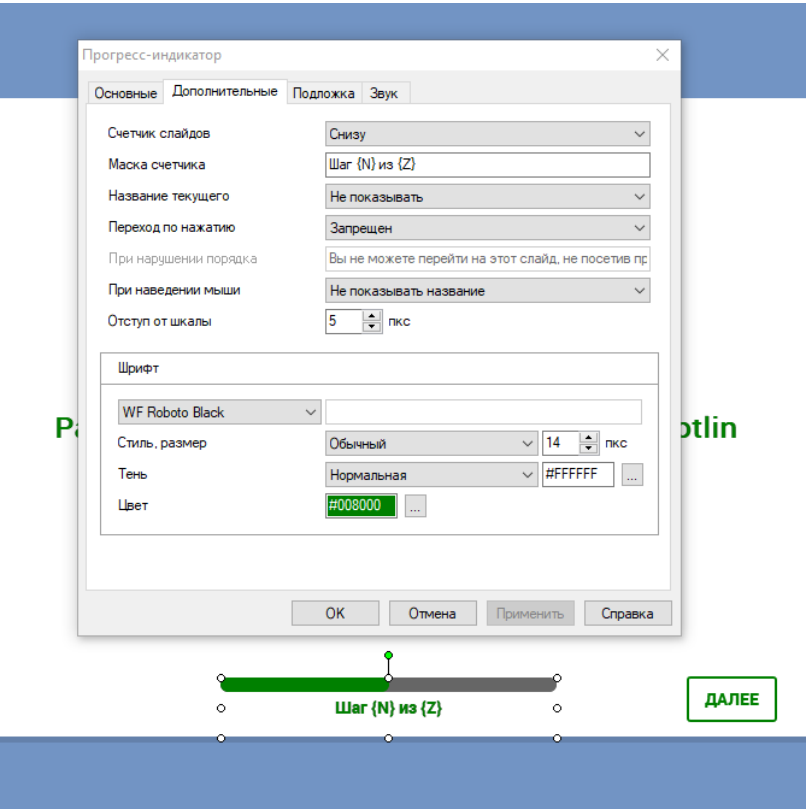 Прогресс-индикатор
Основные Дополнительные Подложка Звук
Счетчик слайдов Снизу
Маска счетчика Шаг {N} из {Z}
Название текущего Не показывать
Переход по нажатию Запрещен
При нарушении порядка Вы не можете перейти на этот слайд, не посетив пр
При наведении мыши Не показывать название
Отступ от шкалы 5 пкс
Шрифт
WF Roboto Black
Стиль, размер Обычный 14 пкс
Тень Нормальная #FFFFFF ...
Цвет #008000 ...
OK Отмена Применить Справка
otlin
Шаг {N} из {Z}
ДАЛЕЕ